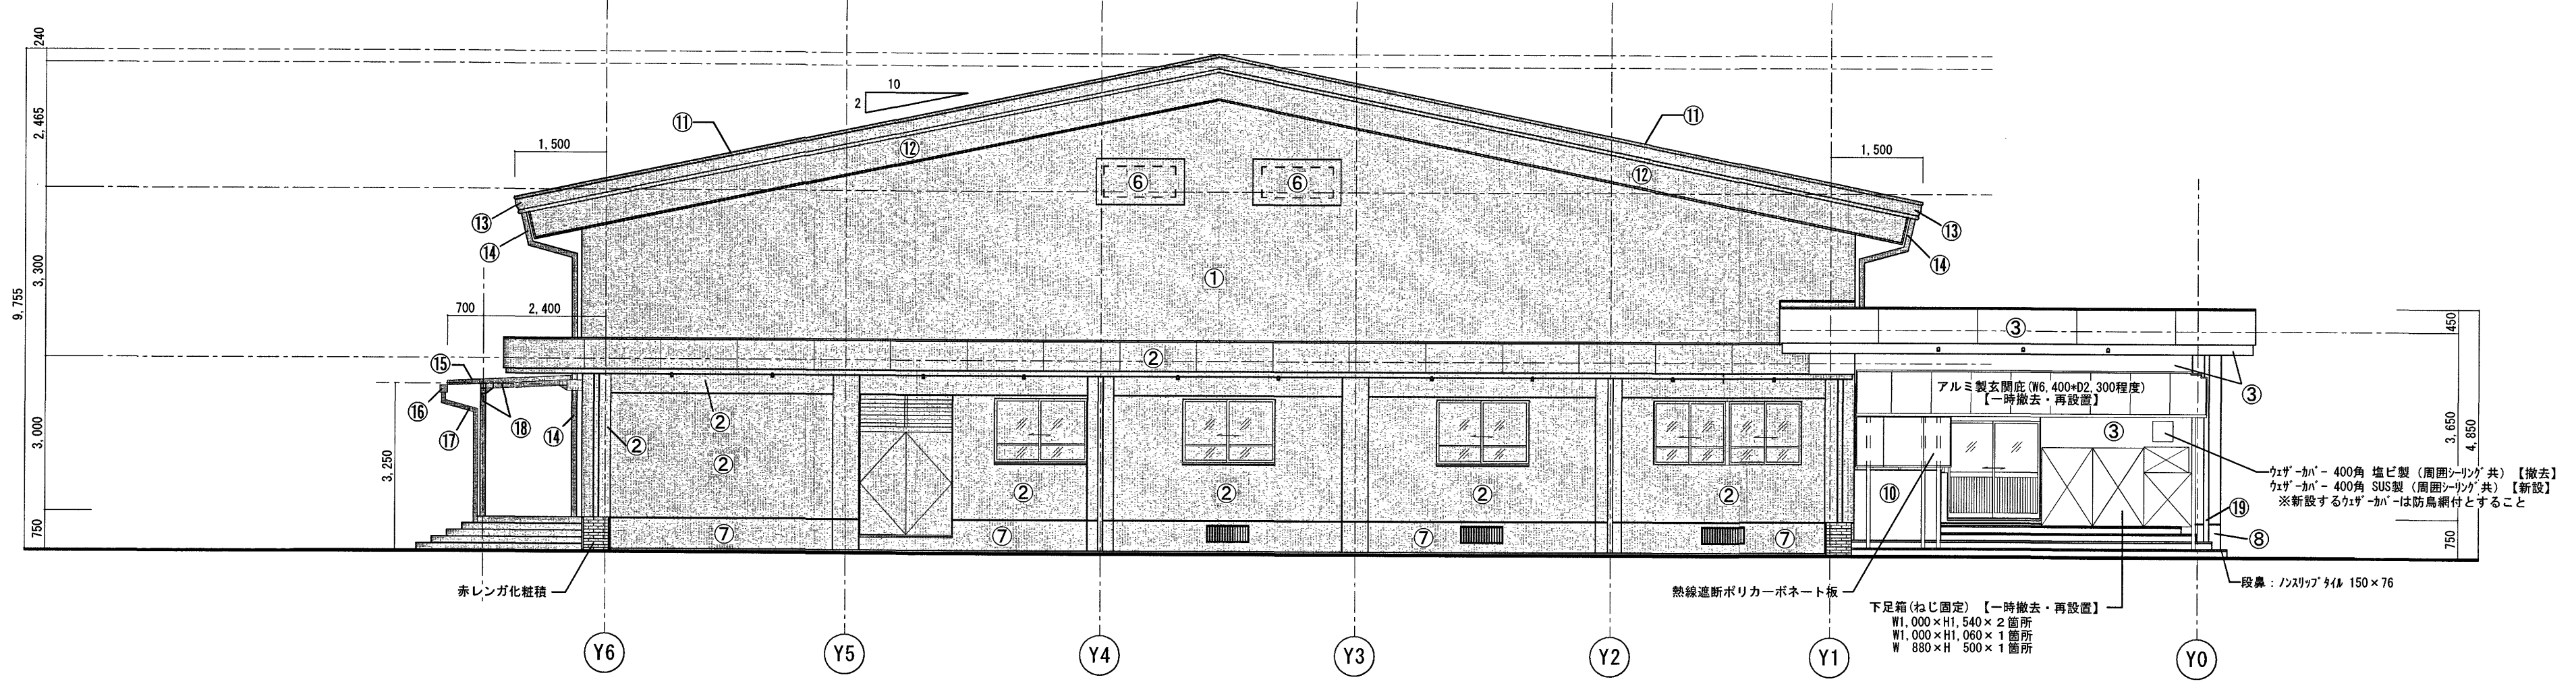 240
2,465
3,300
9,755
3,000
750
10
2
⑪
⑪
1,500
1,500
⑫
⑫
⑥
⑥
⑬
⑬
⑭
⑭
①
700
2,400
③
450
②
⑮
⑯
⑰
⑱
⑭
3,250
②
②
②
②
②
②
②
アルミ製玄関庇(W6,400*D2,300程度)
【一時撤去・再設置】
③
③
3,650
4,850
ウェザーカバー 400角 塩ビ製 (周囲シーリング共) 【撤去】
ウェザーカバー 400角 SUS製 (周囲シーリング共) 【新設】
※新設するウェザーカバーは防鳥網付とすること
⑩
⑲
⑧
750
⑦
⑦
⑦
⑦
赤レンガ化粧積
熱線遮断ポリカーボネート板
段鼻：ノンスリップタイル 150×76
下足箱(ねじ固定) 【一時撤去・再設置】
W1,000×H1,540×２箇所
W1,000×H1,060×１箇所
W 880×H 500×１箇所
Y6
Y5
Y4
Y3
Y2
Y1
Y0